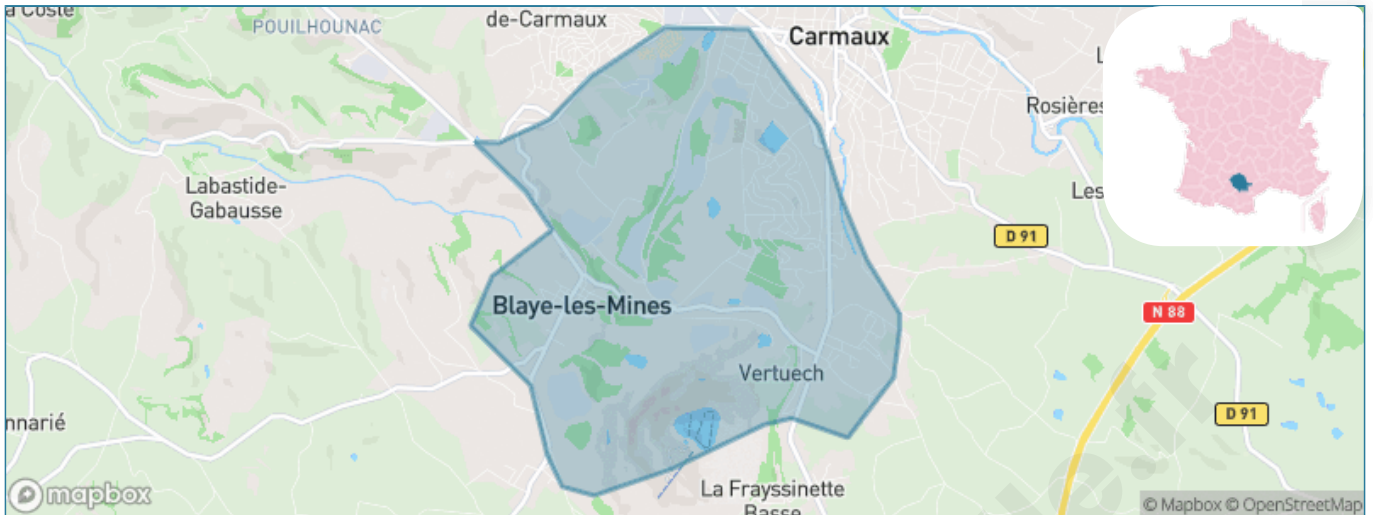 a Coste
de-Carmaux
POUILHOUNAC
Carmaux
L
Rosières
Labastide-
Gabausse
Les
D 91
Blaye-les-Mines
N 88
Vertuech
D 91
nnarié
La Frayssinette
Basse
mapbox
© Mapbox © OpenStreetMap